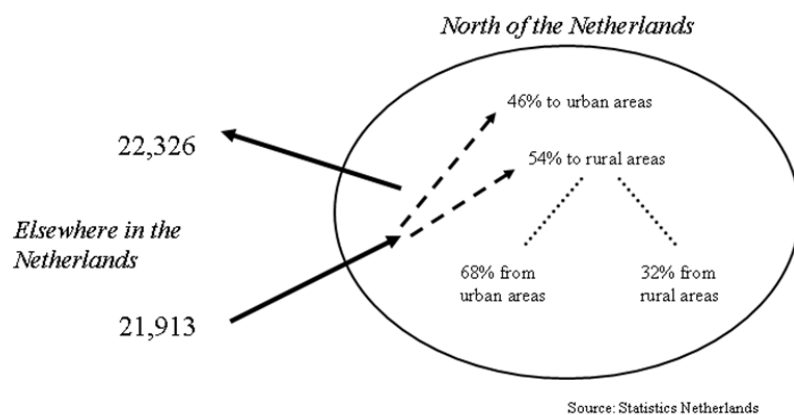 North of the Netherlands
46% to urban areas
22,326
54% to rural areas
Elsewhere in the
Netherlands
68% from
urban areas
32% from
rural areas
21,913
Source: Statistics Netherlands